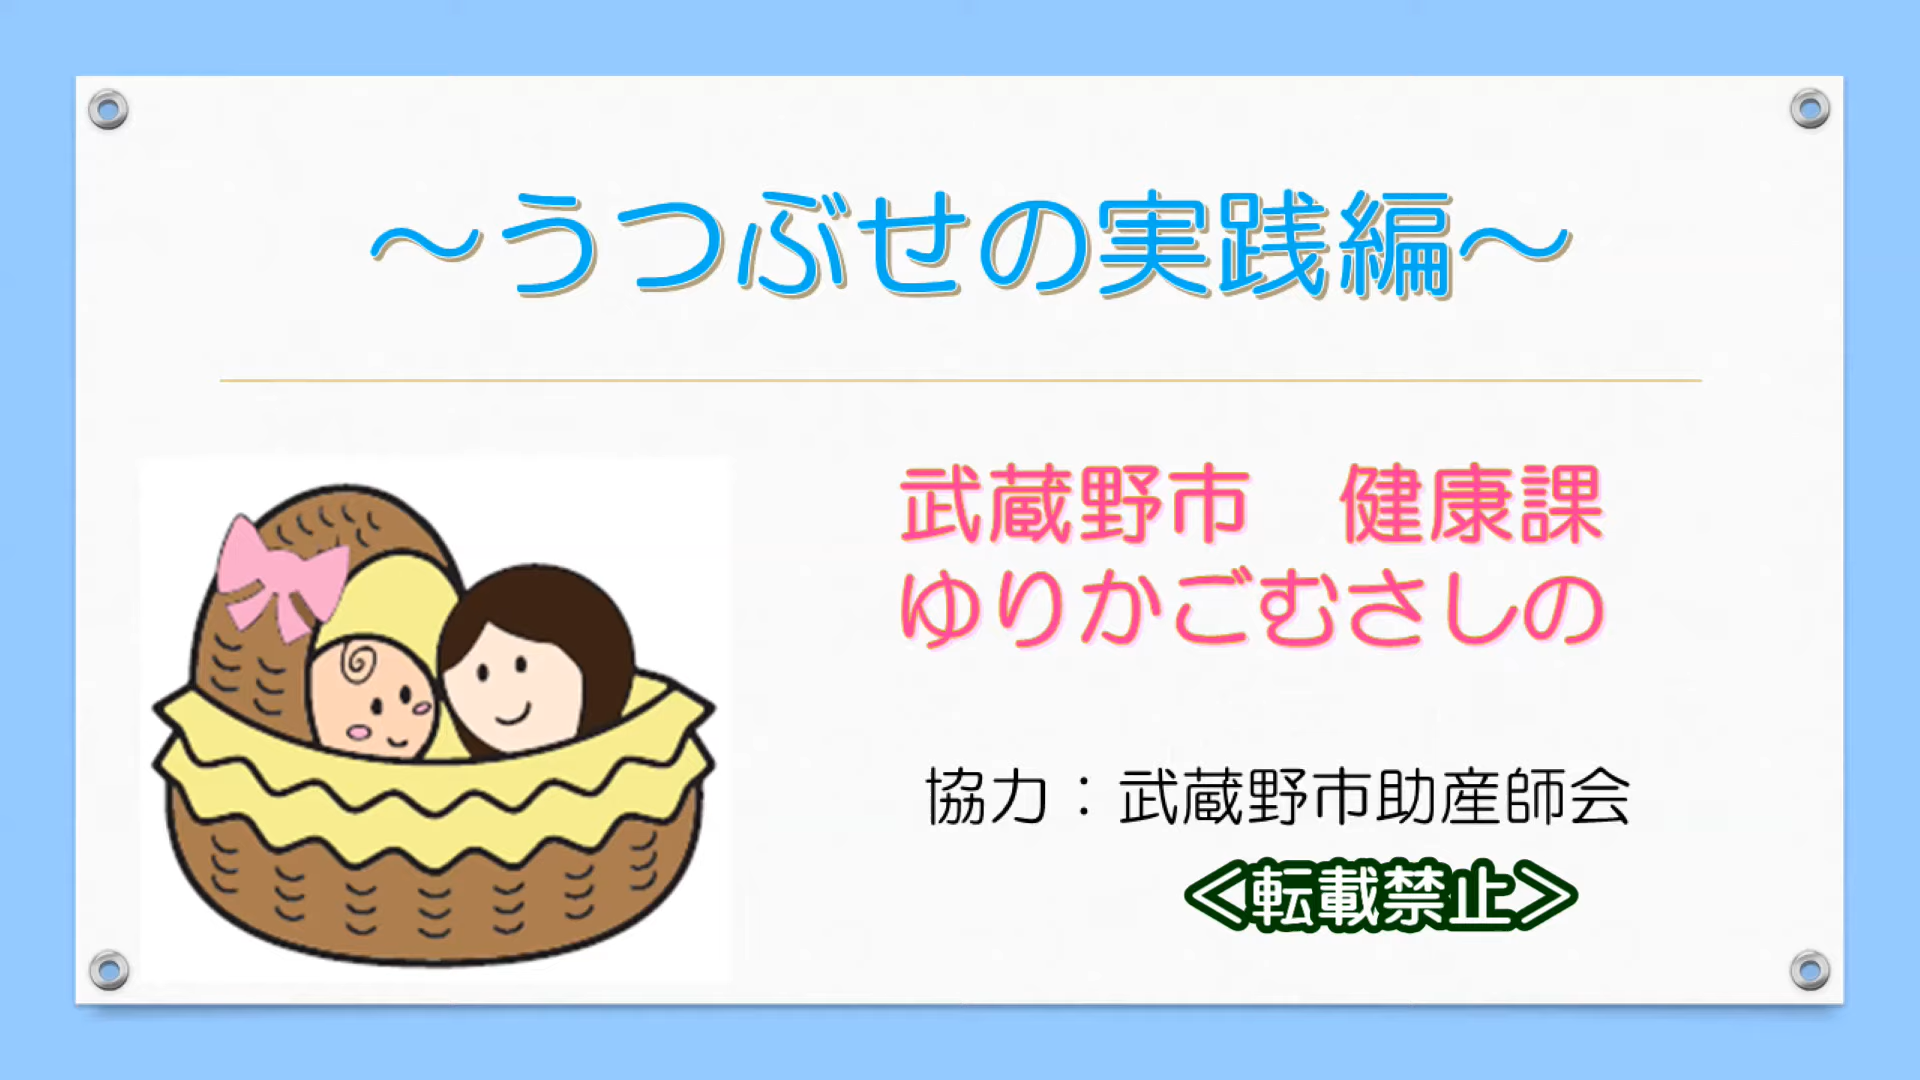 ～うつぶせの実践編～
武蔵野市　健康課
ゆりかごむさしの
協力：武蔵野市助産師会
＜転載禁止＞